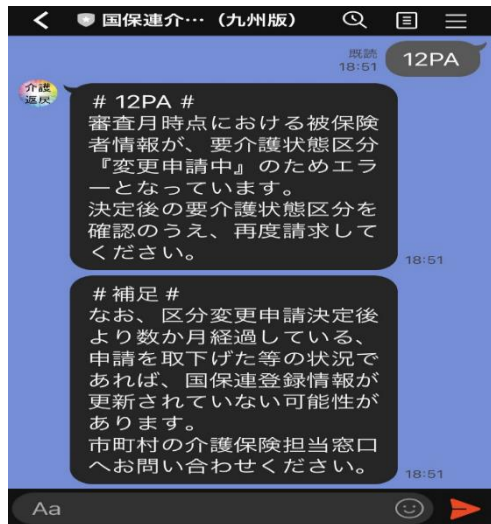 国保連介…（九州版）
既読
18:51
12PA
介護
返戻
# 12PA #
審査月時点における被保険
者情報が、要介護状態区分
『変更申請中』のためエラ
ーとなっています。
決定後の要介護状態区分を
確認のうえ、再度請求して
ください。
18:51
# 補足 #
なお、区分変更申請決定後
より数か月経過している、
申請を取下げた等の状況で
あれば、国保連登録情報が
更新されていない可能性が
あります。
市町村の介護保険担当窓口
へお問い合わせください。
18:51
Aa